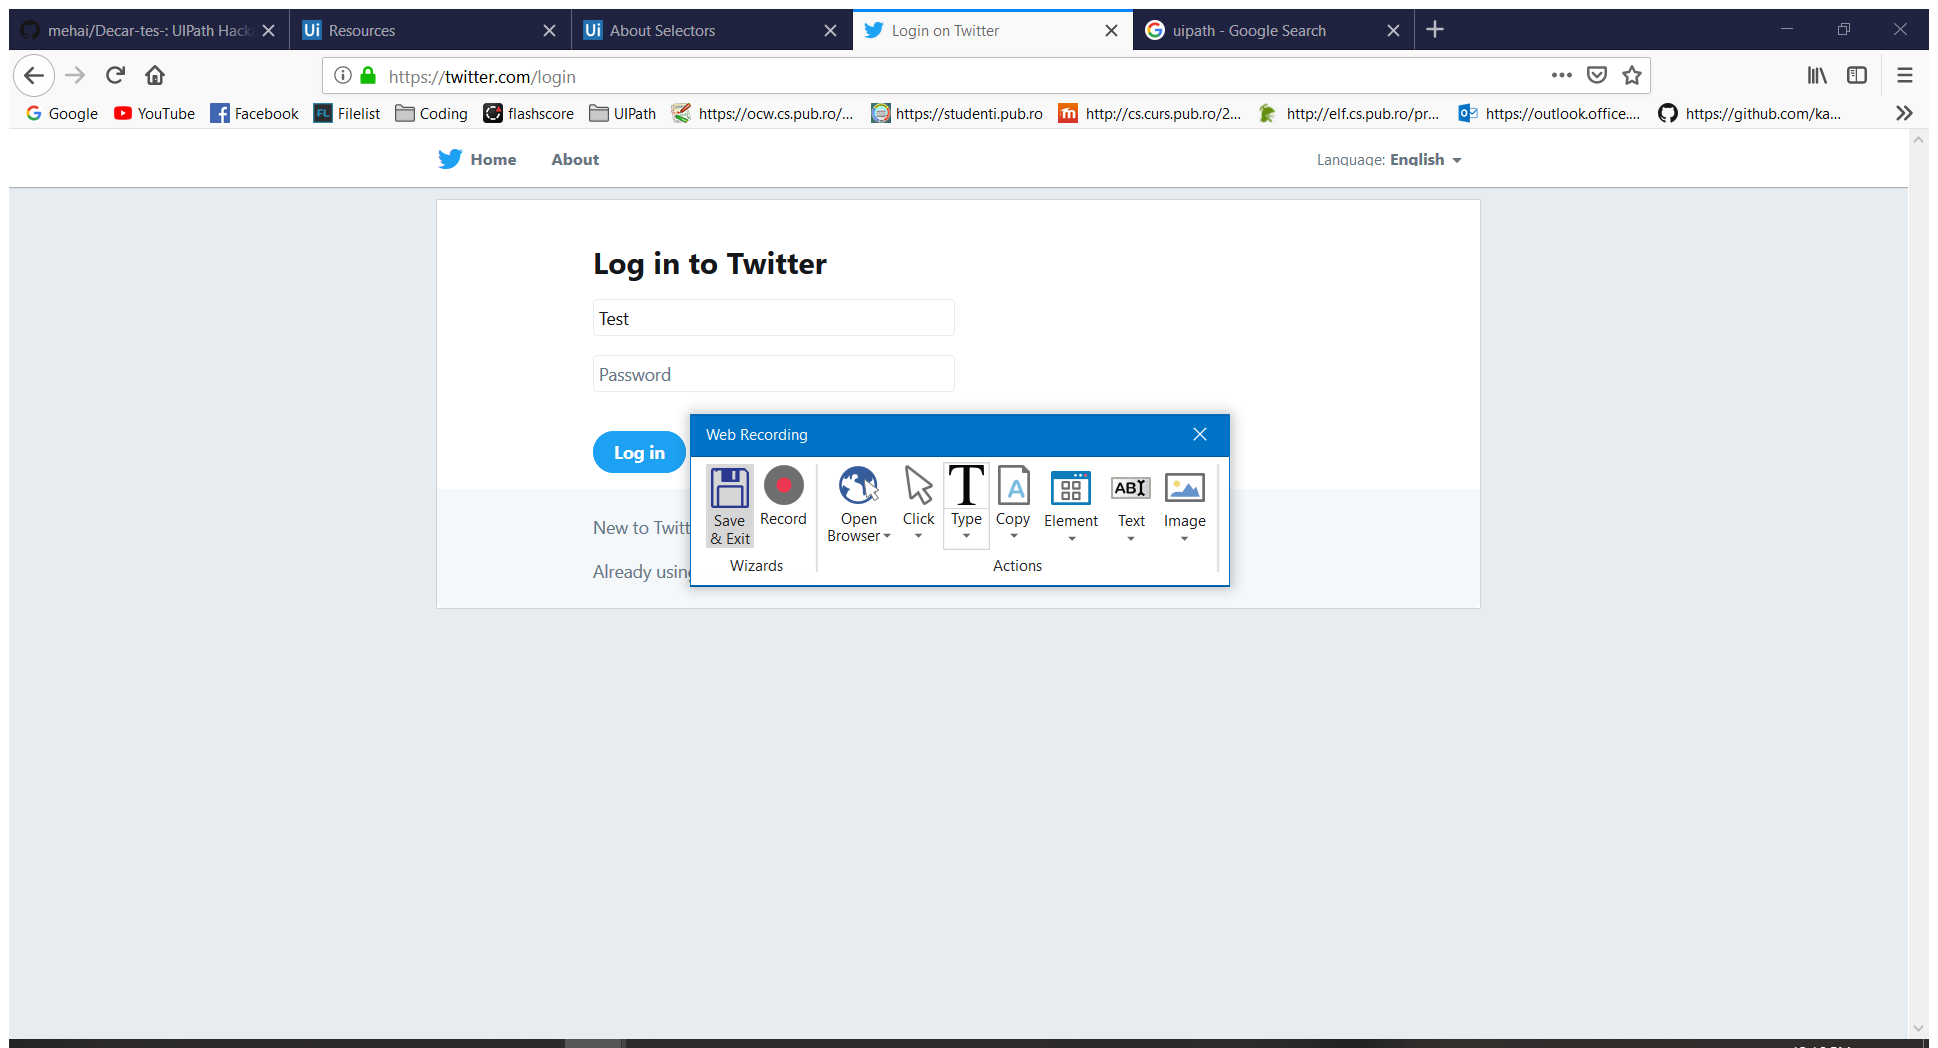 mehai/Decar-tes-: UIPath Hack
Ui Resources
Ui About Selectors
Login on Twitter
uipath - Google Search
https://twitter.com/login
Google YouTube Facebook FL Filelist Coding flashscore UIPath https://ocw.cs.pub.ro/... https://studenti.pub.ro http://cs.curs.pub.ro/2... http://elf.cs.pub.ro/pr... https://outlook.office.... https://github.com/ka...
Home About Language: English
Log in to Twitter
Test
Password
Log in
Web Recording
Save & Exit
Record
Wizards
Open Browser
Click
Type
Copy
Element
Text
Image
Actions
New to Twitt
Already using